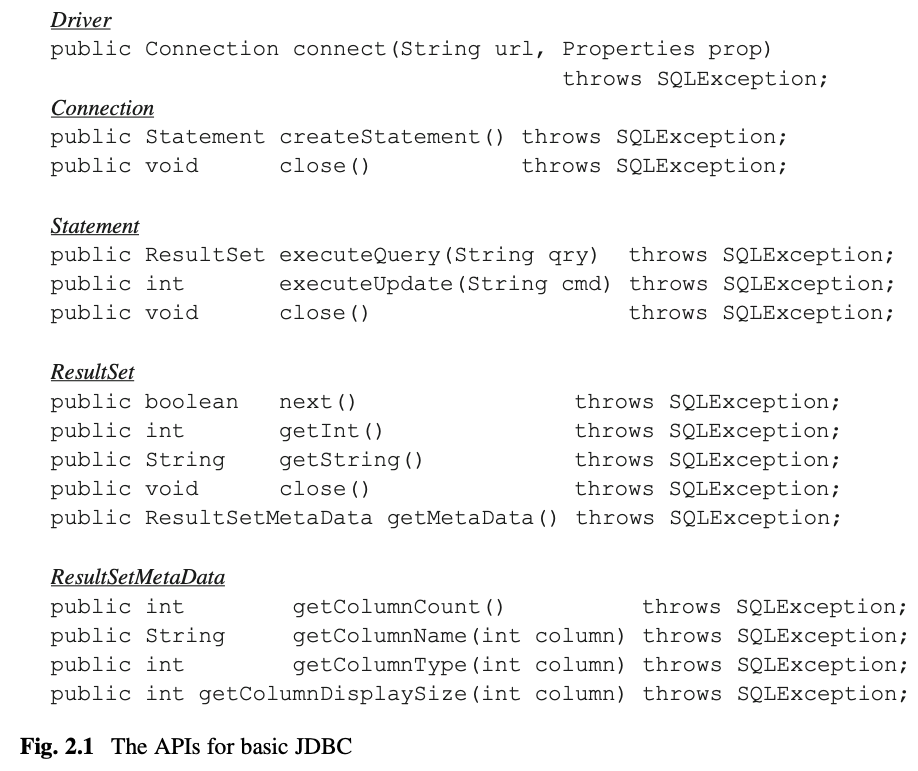 Driver
public Connection connect(String url, Properties prop)
throws SQLException;
Connection
public Statement createStatement() throws SQLException;
public void close() throws SQLException;
Statement
public ResultSet executeQuery(String qry) throws SQLException;
public int executeUpdate(String cmd) throws SQLException;
public void close() throws SQLException;
ResultSet
public boolean next() throws SQLException;
public int getInt() throws SQLException;
public String getString() throws SQLException;
public void close() throws SQLException;
public ResultSetMetaData getMetaData() throws SQLException;
ResultSetMetaData
public int getColumnCount() throws SQLException;
public String getColumnName(int column) throws SQLException;
public int getColumnType(int column) throws SQLException;
public int getColumnDisplaySize(int column) throws SQLException;
Fig. 2.1 The APIs for basic JDBC